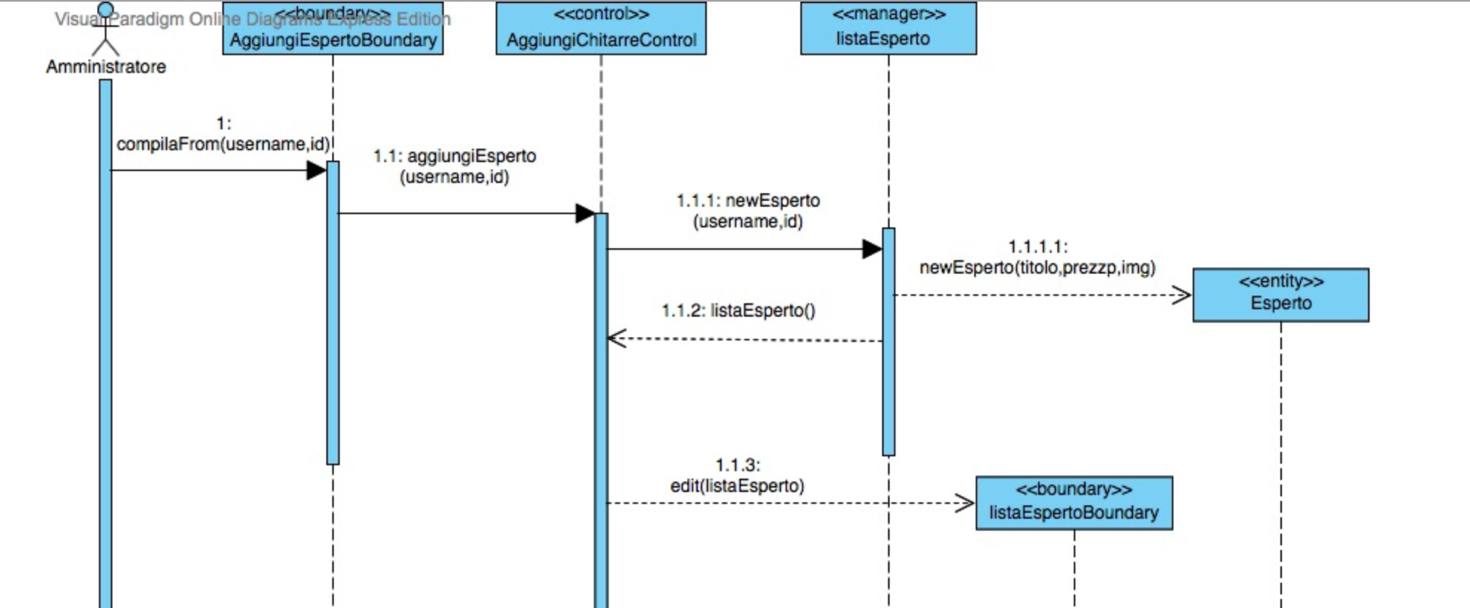 Visual Paradigm Online Diagrams Express Edition
<<boundary>>
AggiungiEspertoBoundary
<<control>>
AggiungiChitarreControl
<<manager>>
listaEsperto
Amministratore
1:
compilaFrom(username,id)
1.1: aggiungiEsperto
(username,id)
1.1.1: newEsperto
(username,id)
1.1.1.1:
newEsperto(titolo,prezzp,img)
<<entity>>
Esperto
1.1.2: listaEsperto()
1.1.3:
edit(listaEsperto)
<<boundary>>
listaEspertoBoundary